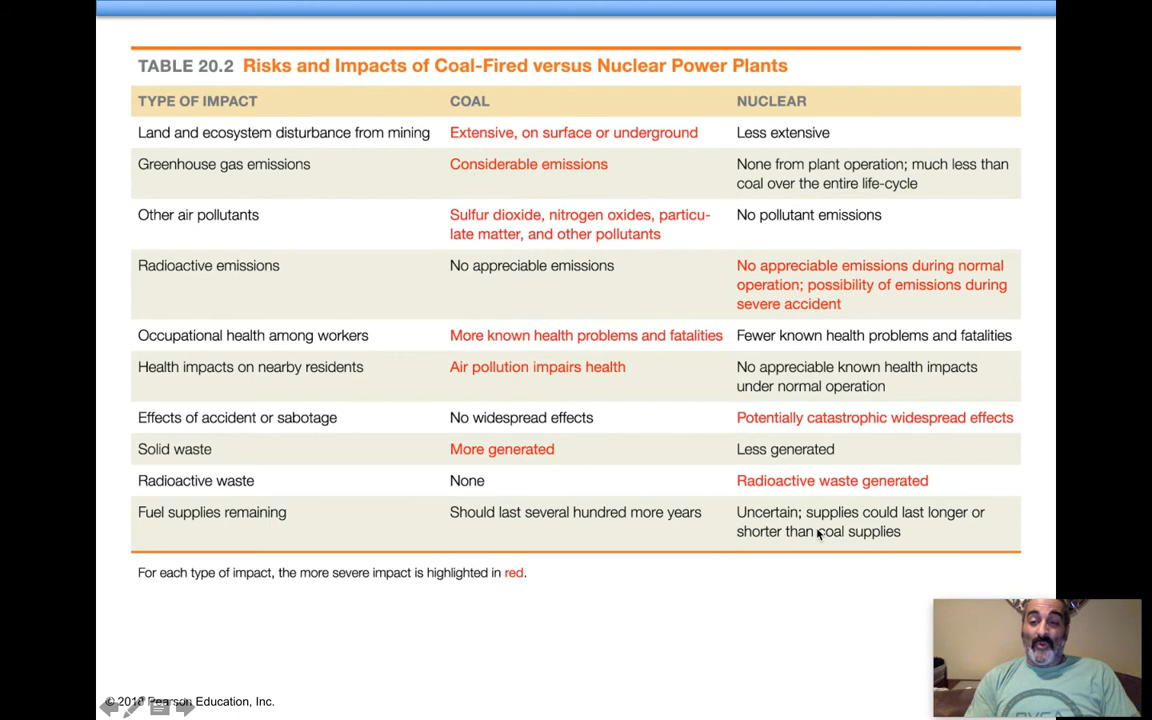 TABLE 20.2 Risks and Impacts of Coal-Fired versus Nuclear Power Plants
TYPE OF IMPACT COAL NUCLEAR
Land and ecosystem disturbance from mining Extensive, on surface or underground Less extensive
Greenhouse gas emissions Considerable emissions None from plant operation; much less than
coal over the entire life-cycle
Other air pollutants Sulfur dioxide, nitrogen oxides, particu- No pollutant emissions
late matter, and other pollutants
Radioactive emissions No appreciable emissions No appreciable emissions during normal
operation; possibility of emissions during
severe accident
Occupational health among workers More known health problems and fatalities Fewer known health problems and fatalities
Health impacts on nearby residents Air pollution impairs health No appreciable known health impacts
under normal operation
Effects of accident or sabotage No widespread effects Potentially catastrophic widespread effects
Solid waste More generated Less generated
Radioactive waste None Radioactive waste generated
Fuel supplies remaining Should last several hundred more years Uncertain; supplies could last longer or
shorter than coal supplies
For each type of impact, the more severe impact is highlighted in red.
Pearson Education, Inc.